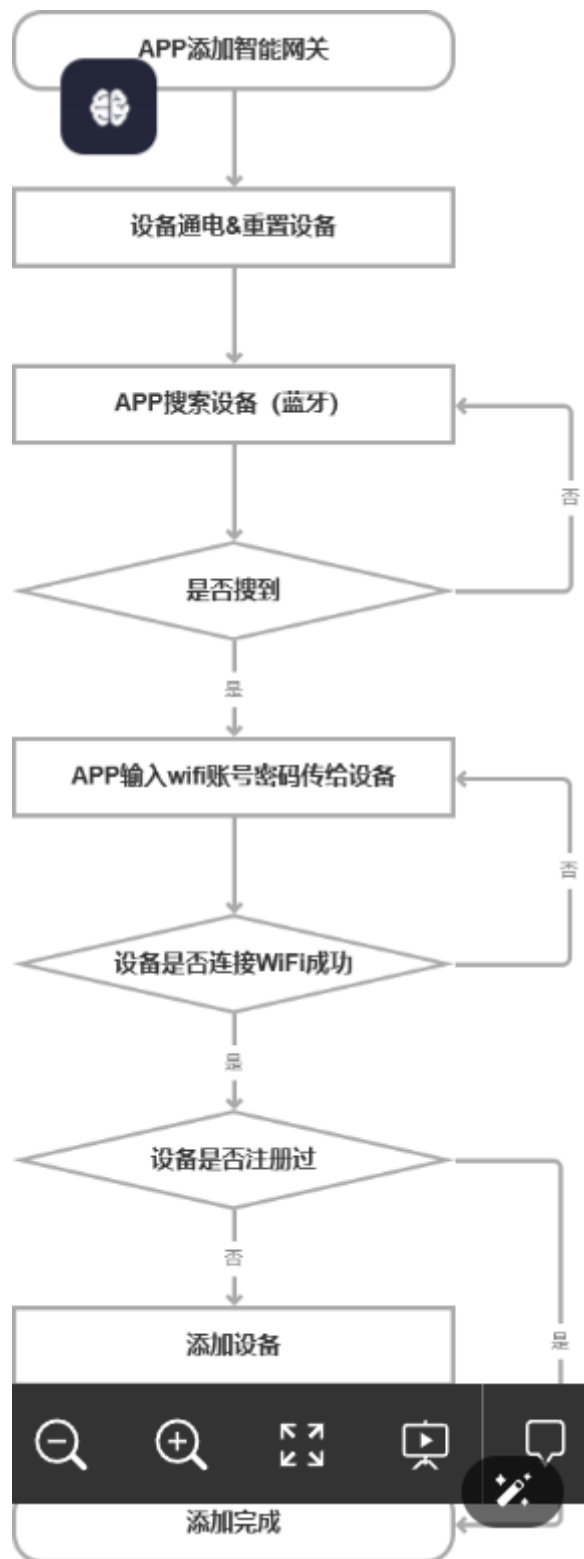 APP添加智能网关
设备通电&重置设备
APP搜索设备（蓝牙）
否
是否搜到
是
APP输入wifi账号密码传给设备
否
设备是否连接WiFi成功
是
设备是否注册过
否
添加设备
是
添加完成